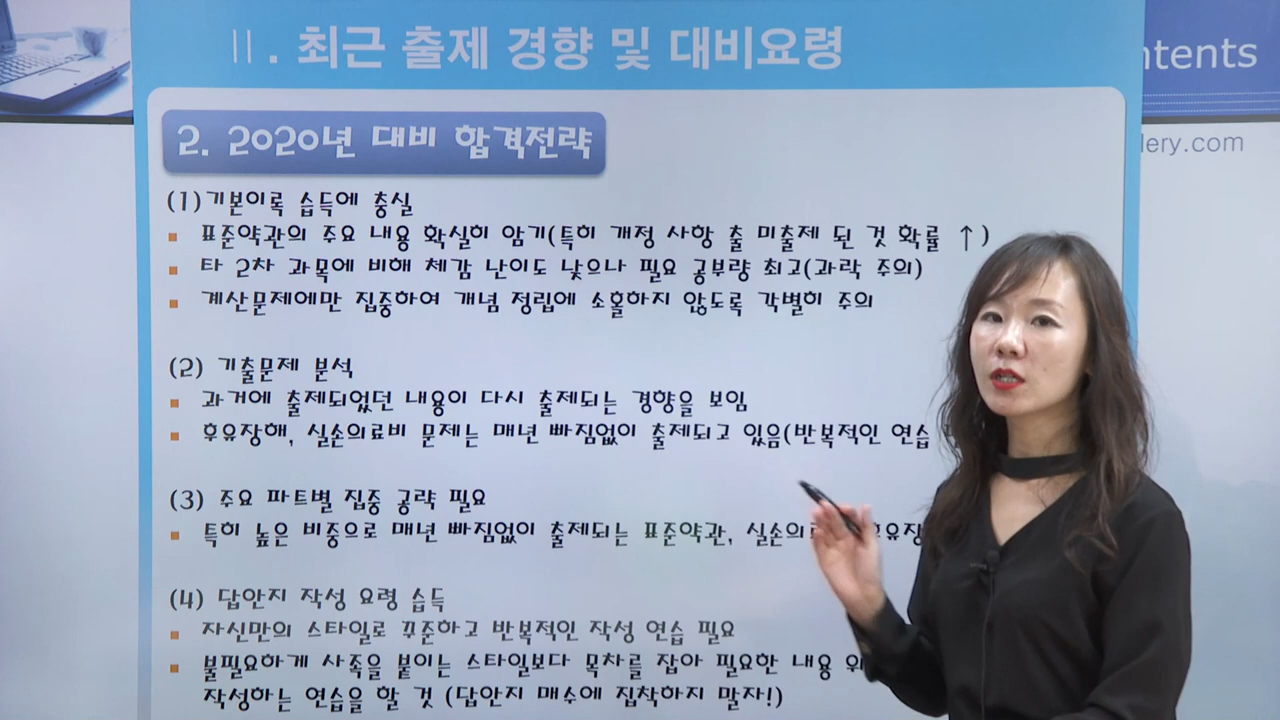 Ⅱ. 최근 출제 경향 및 대비요령
ntents
lery.com
2. 2020년 대비 합격전략
(1)기본이록 습득에 충실
▪ 표준약관의 주요 내용 확실히 암기(특히 개정 사항 출 미출제 된 것 확률 ↑)
▪ 타 2차 과목에 비해 체감 난이도 낮으나 필요 공부량 최고(과락 주의)
▪ 계산문제에만 집중하여 개념 정립에 소홀하지 않도록 각별히 주의
(2) 기출문제 분석
▪ 과거에 출제되었던 내용이 다시 출제되는 경향을 보임
▪ 후유장해, 실손의료비 문제는 매년 빠짐없이 출제되고 있음(반복적인 연습
(3) 주요 파트별 집중 공략 필요
▪ 특히 높은 비중으로 매년 빠짐없이 출제되는 표준약관, 실손의료 후유장
(4) 답안지 작성 요령 습득
▪ 자신만의 스타일로 꾸준하고 반복적인 작성 연습 필요
▪ 불필요하게 사족을 붙이는 스타일보다 목차를 잡아 필요한 내용 위
작성하는 연습을 할 것 (답안지 매수에 집착하지 말자!)